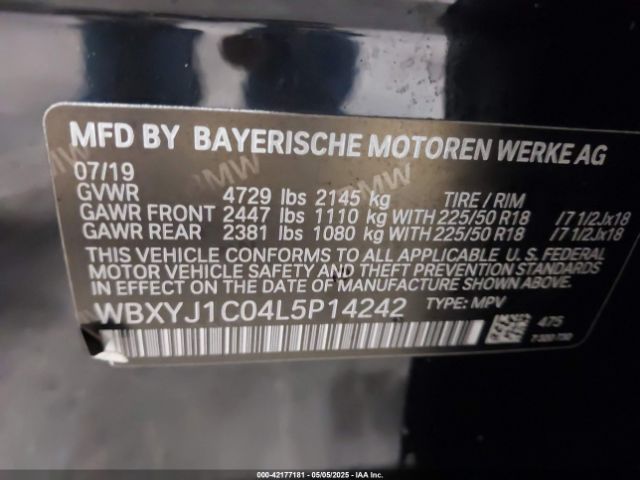 MFD BY BAYERISCHE MOTOREN WERKE AG
07/19
GVWR 4729 lbs 2145 kg TIRE / RIM
GAWR FRONT 2447 lbs 1110 kg WITH 225/50 R18 /7 1/2Jx18
GAWR REAR 2381 lbs 1080 kg WITH 225/50 R18 /7 1/2Jx18
THIS VEHICLE CONFORMS TO ALL APPLICABLE U.S. FEDERAL
MOTOR VEHICLE SAFETY, BUMPER, AND THEFT PREVENTION
STANDARDS IN EFFECT ON THE DATE OF MANUFACTURE SHOWN ABOVE.
WBXYJ1C04L5P14242 TYPE: MPV
475
000-42177181 - 05/05/2025 - IAA Inc.